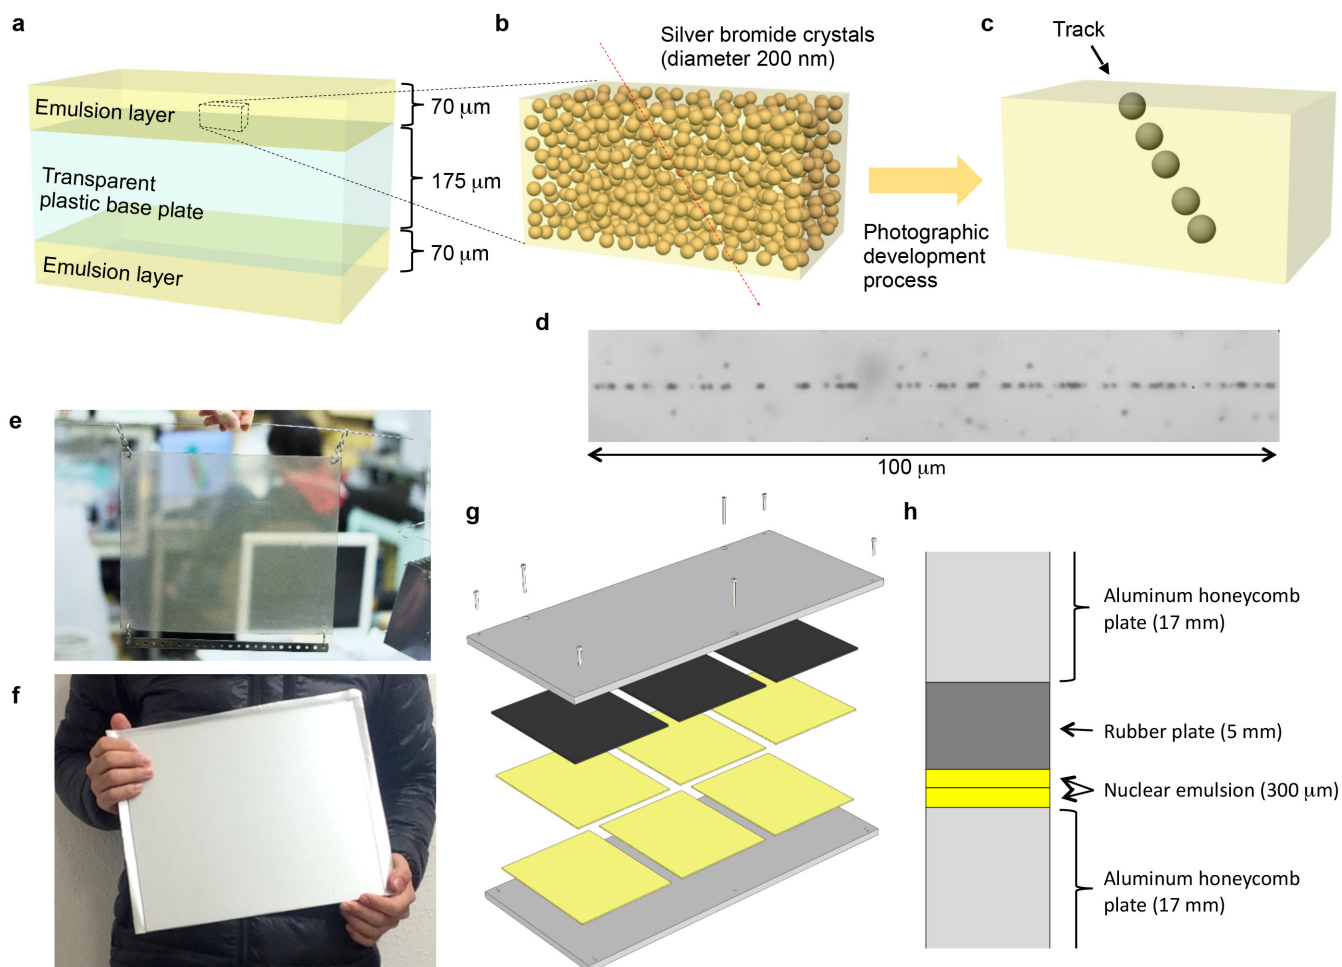 a
Emulsion layer
70 μm
Transparent
plastic base plate
175 μm
Emulsion layer
70 μm
b
Silver bromide crystals
(diameter 200 nm)
Photographic
development
process
c
Track
d
100 μm
e
f
g
h
Aluminum honeycomb
plate (17 mm)
Rubber plate (5 mm)
Nuclear emulsion (300 μm)
Aluminum honeycomb
plate (17 mm)